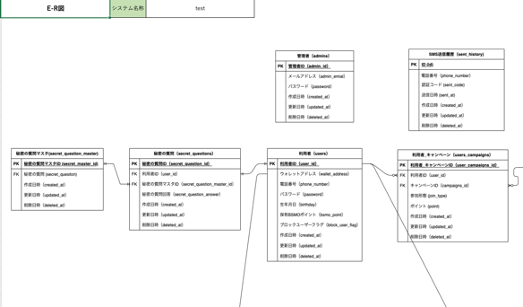 E-R図
システム名称
test
管理者（admins）
PK
管理者ID（admin_id）
メールアドレス（admin_email）
パスワード（password）
作成日時（created_at）
更新日時（updated_at）
削除日時（deleted_at）
SMS送信履歴（sent_history）
PK
ID (id)
電話番号（phone_number）
認証コード（sent_code）
送信日時（sent_at）
作成日時（created_at）
更新日時（updated_at）
削除日時（deleted_at）
秘密の質問マスタ(secret_question_master)
PK
秘密の質問マスタID（secret_question_master_id）
秘密の質問（secret_question）
作成日時（created_at）
更新日時（updated_at）
削除日時（deleted_at）
秘密の質問（secret_questions）
PK
秘密の質問ID（secret_question_id）
FK
利用者ID（user_id）
FK
秘密の質問マスタID（secret_question_master_id）
秘密の質問回答（secret_question_answer）
作成日時（created_at）
更新日時（updated_at）
削除日時（deleted_at）
利用者（users）
PK
利用者ID（user_id）
ウォレットアドレス（wallet_address）
電話番号（phone_number）
パスワード（password）
生年月日（birthday）
ブロックユーザーフラグ（block_user_flag）
作成日時（created_at）
更新日時（updated_at）
削除日時（deleted_at）
利用者_キャンペーン（users_campaigns）
PK
利用者_キャンペーンID（users_campaigns_id）
FK
利用者ID（user_id）
FK
キャンペーンID（campaigns_id）
参加形態（join_type）
ポイント（point）
作成日時（created_at）
更新日時（updated_at）
削除日時（deleted_at）